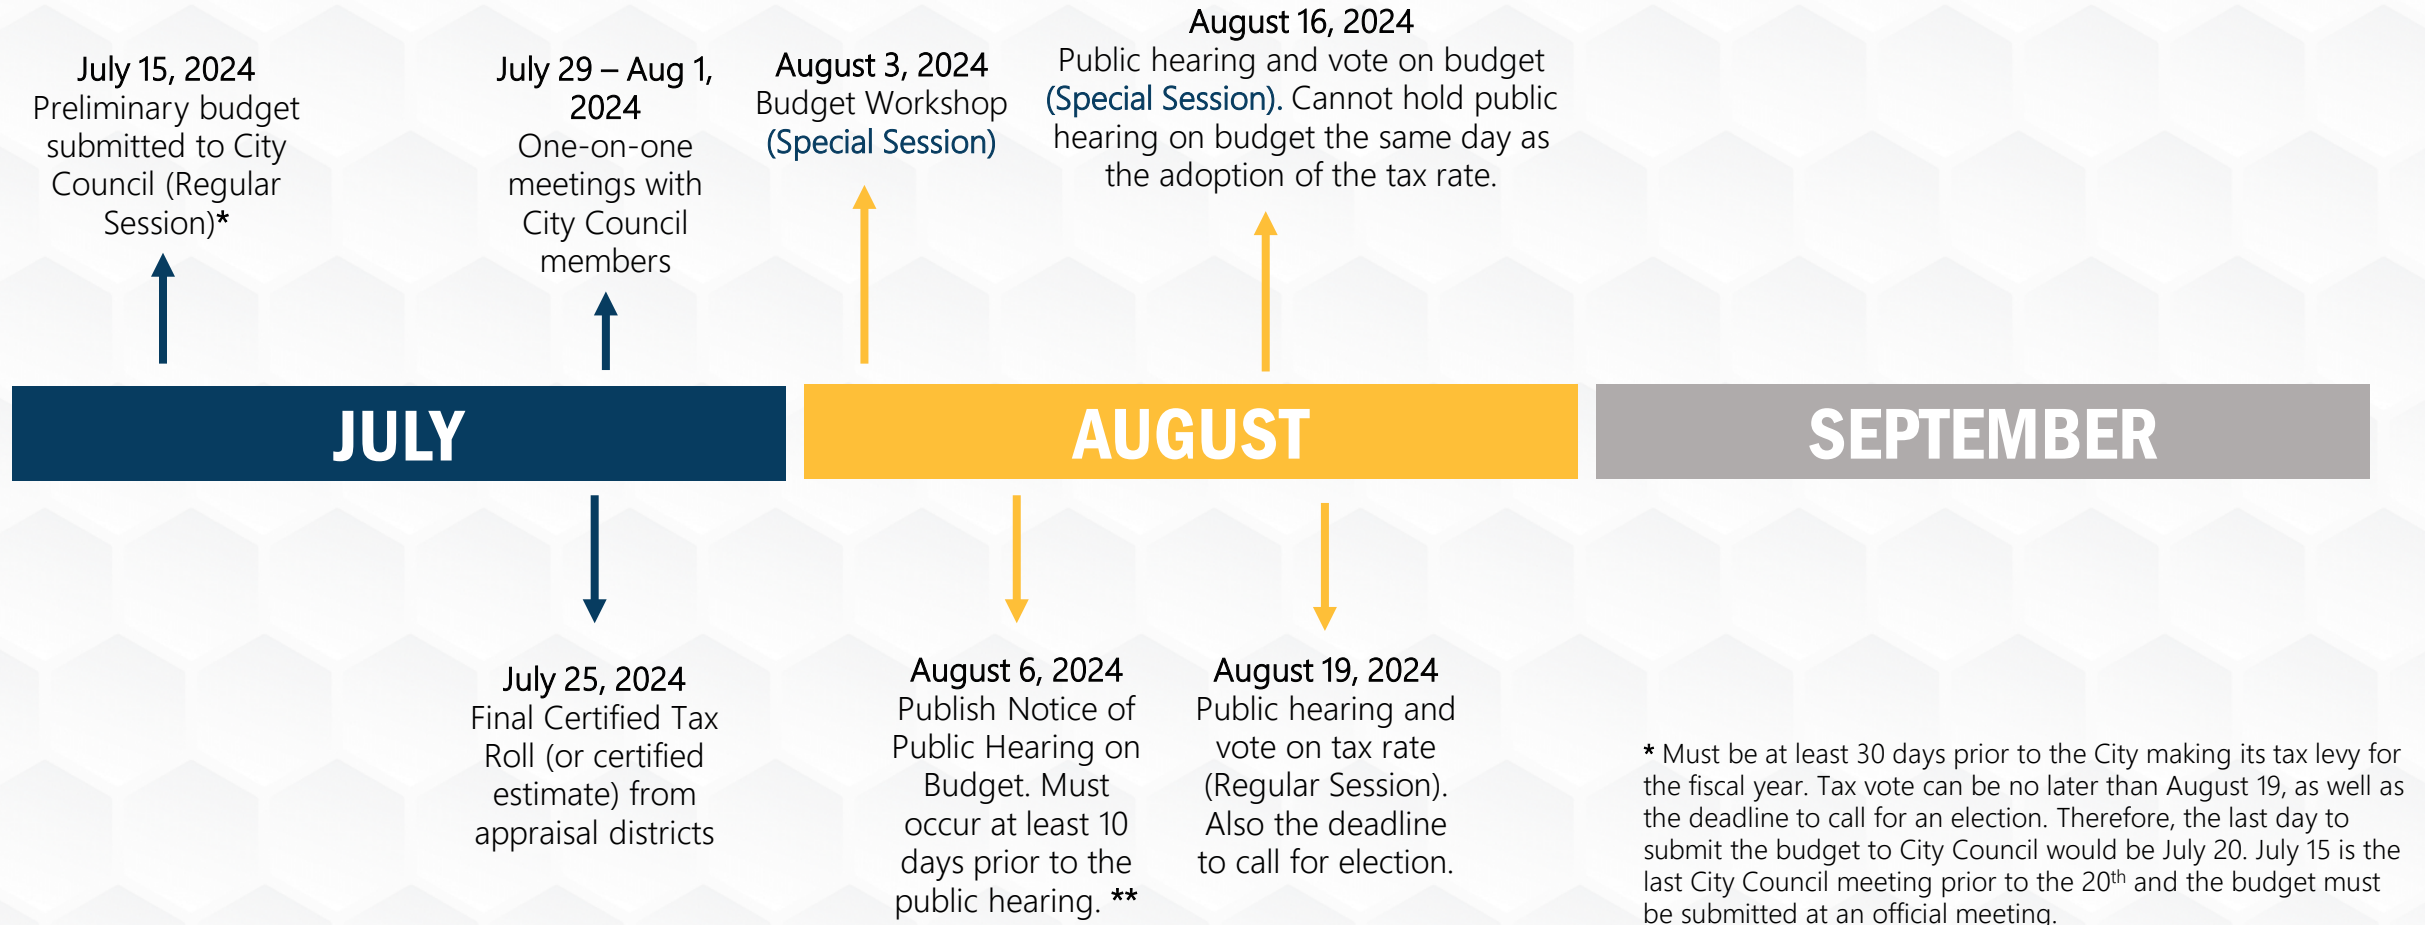 July 15, 2024
Preliminary budget
submitted to City
Council (Regular
Session)*
July 29 – Aug 1,
2024
One-on-one
meetings with
City Council
members
August 3, 2024
Budget Workshop
(Special Session)
August 16, 2024
Public hearing and vote on budget
(Special Session). Cannot hold public
hearing on budget the same day as
the adoption of the tax rate.
JULY
AUGUST
SEPTEMBER
July 25, 2024
Final Certified Tax
Roll (or certified
estimate) from
appraisal districts
August 6, 2024
Publish Notice of
Public Hearing on
Budget. Must
occur at least 10
days prior to the
public hearing. **
August 19, 2024
Public hearing and
vote on tax rate
(Regular Session).
Also the deadline
to call for election.
* Must be at least 30 days prior to the City making its tax levy for
the fiscal year. Tax vote can be no later than August 19, as well as
the deadline to call for an election. Therefore, the last day to
submit the budget to City Council would be July 20. July 15 is the
last City Council meeting prior to the 20th and the budget must
be submitted at an official meeting.